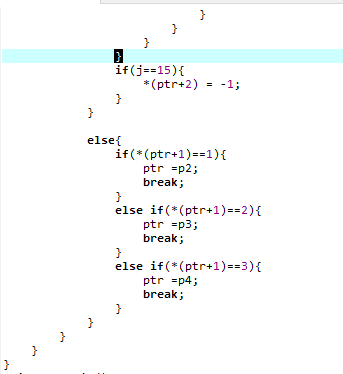 }
}
}
}
if(j==15){
*(ptr+2) = -1;
}
}
else{
if(*(ptr+1)==1){
ptr =p2;
break;
}
else if(*(ptr+1)==2){
ptr =p3;
break;
}
else if(*(ptr+1)==3){
ptr =p4;
break;
}
}
}
}
}